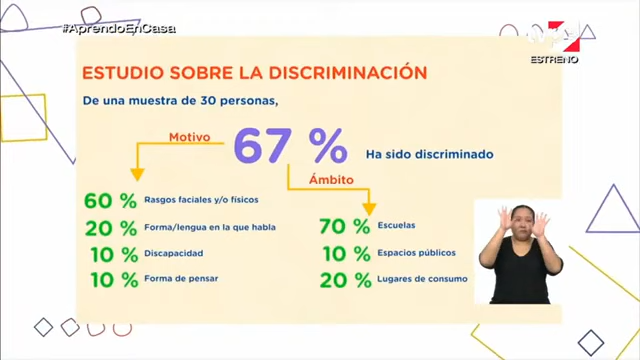 #AprendoEnCasa
ESTRENO
ESTUDIO SOBRE LA DISCRIMINACIÓN
De una muestra de 30 personas,
Motivo
67 %
Ha sido discriminado
Ámbito
60 % Rasgos faciales y/o físicos
20 % Forma/lengua en la que habla
10 % Discapacidad
10 % Forma de pensar
70 % Escuelas
10 % Espacios públicos
20 % Lugares de consumo